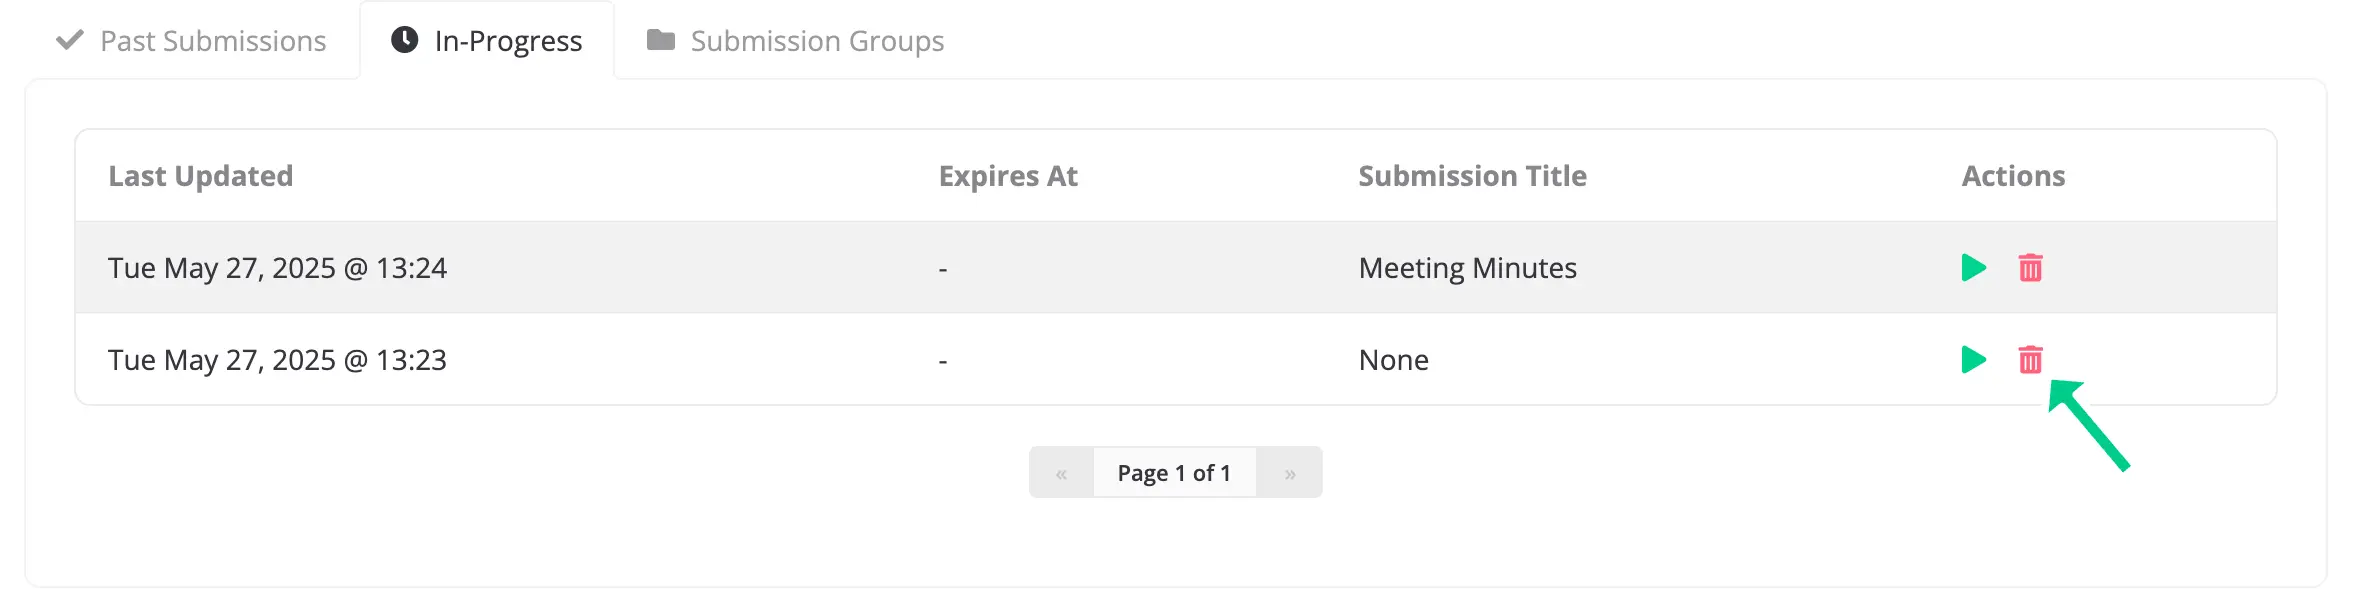 Past Submissions In-Progress Submission Groups
Last Updated Expires At Submission Title Actions
Tue May 27, 2025 @ 13:24 - Meeting Minutes
Tue May 27, 2025 @ 13:23 - None
« Page 1 of 1 »